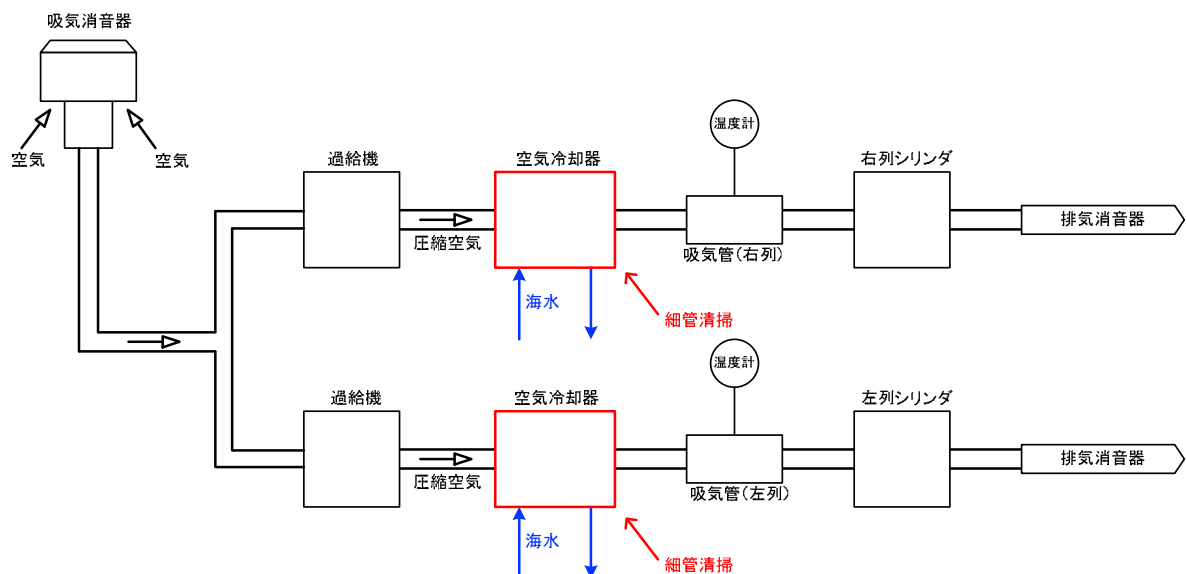 吸気消音器
空気
空気
過給機
圧縮空気
空気冷却器
海水
細管清掃
温度計
吸気管(右列)
右列シリンダ
排気消音器
過給機
圧縮空気
空気冷却器
海水
細管清掃
温度計
吸気管(左列)
左列シリンダ
排気消音器